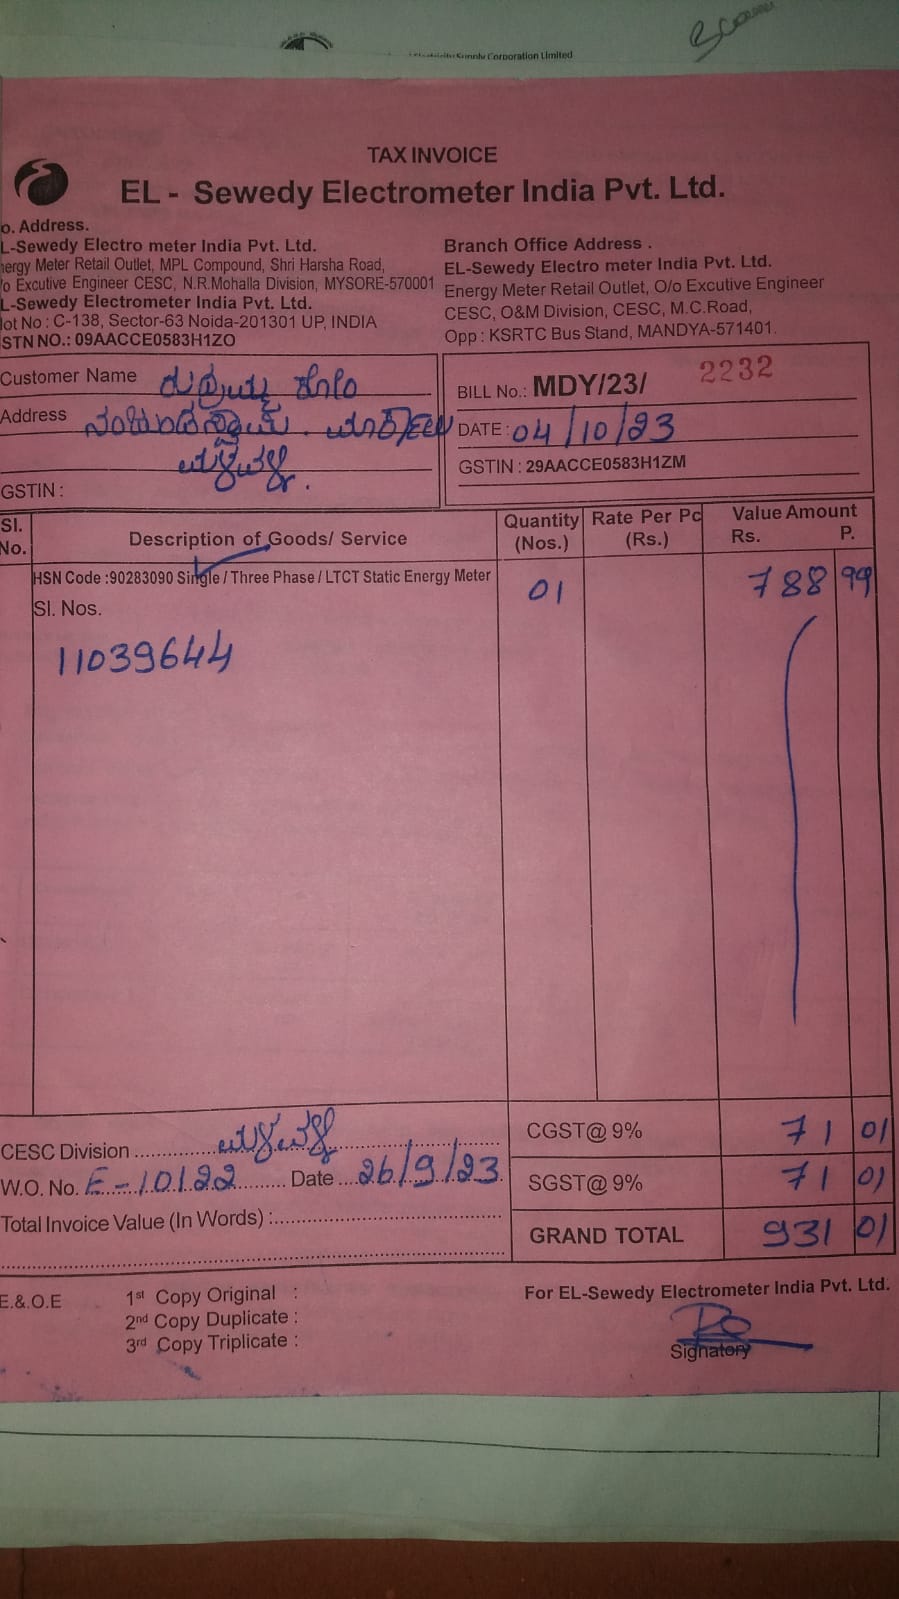 Supply Corporation Limited
TAX INVOICE
EL - Sewedy Electrometer India Pvt. Ltd.
o. Address.
L-Sewedy Electro meter India Pvt. Ltd.
nergy Meter Retail Outlet, MPL Compound, Shri Harsha Road,
/o Excutive Engineer CESC, N.R.Mohalla Division, MYSORE-570001
L-Sewedy Electrometer India Pvt. Ltd.
lot No : C-138, Sector-63 Noida-201301 UP, INDIA
STN NO.: 09AACCE0583H1ZO
Branch Office Address .
EL-Sewedy Electro meter India Pvt. Ltd.
Energy Meter Retail Outlet, O/o Excutive Engineer
CESC, O&M Division, CESC, M.C.Road,
Opp : KSRTC Bus Stand, MANDYA-571401.
Customer Name
Address
GSTIN :
BILL No.: MDY/23/ 2232
DATE : 04/10/23
GSTIN : 29AACCE0583H1ZM
Sl. No. Description of Goods/ Service Quantity (Nos.) Rate Per Pc (Rs.) Value Amount Rs. P.
HSN Code :90283090 Single / Three Phase / LTCT Static Energy Meter 01 788 99
Sl. Nos.
11039644
CESC Division
W.O. No. E-10122 Date 26/9/23
Total Invoice Value (In Words) :
CGST@ 9% 71 01
SGST@ 9% 71 01
GRAND TOTAL 931 01
E.&.O.E
1st Copy Original :
2nd Copy Duplicate :
3rd Copy Triplicate :
For EL-Sewedy Electrometer India Pvt. Ltd.
Signatory